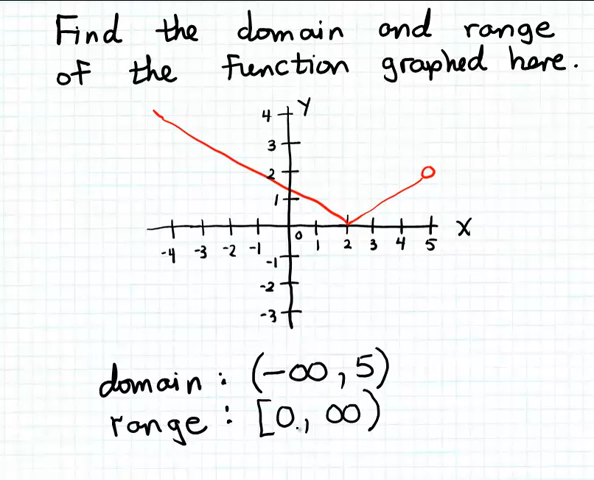 Find the domain and range
of the function graphed here.
4 Y
3
2
1
-4 -3 -2 -1 0 1 2 3 4 5 X
-1
-2
-3
domain : (-∞, 5)
range : [0, ∞)